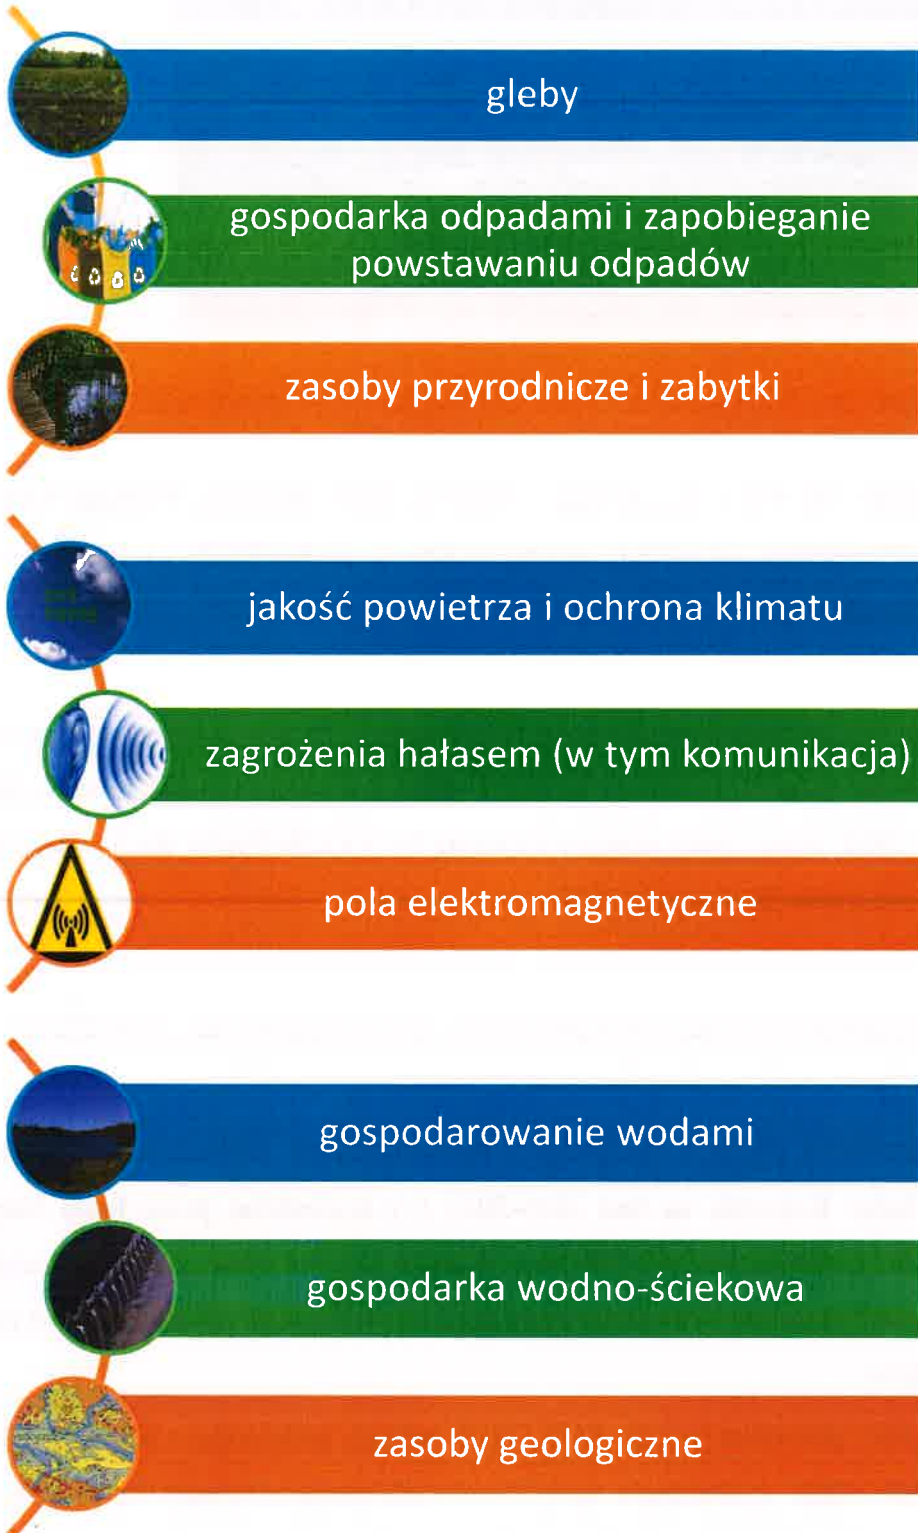 gleby
gospodarka odpadami i zapobieganie
powstawaniu odpadów
zasoby przyrodnicze i zabytki
jakość powietrza i ochrona klimatu
zagrożenia hałasem (w tym komunikacja)
pola elektromagnetyczne
gospodarowanie wodami
gospodarka wodno-ściekowa
zasoby geologiczne